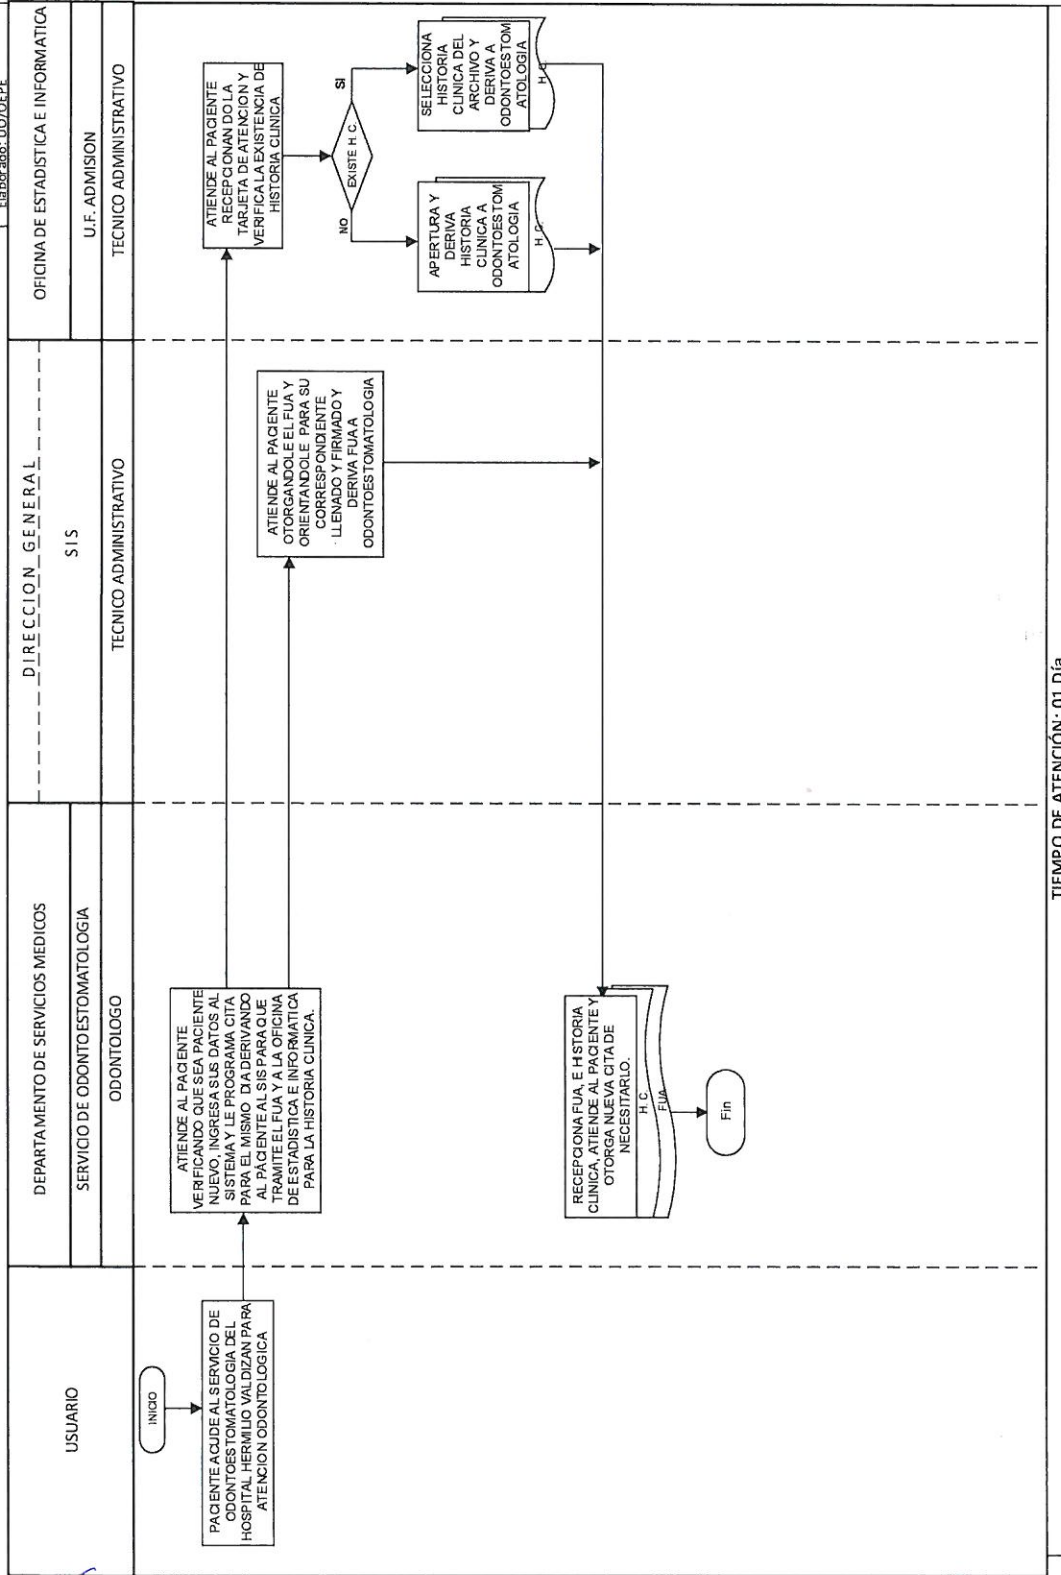 Elaborado: UO/OEPE
USUARIO
DEPARTAMENTO DE SERVICIOS MEDICOS
SERVICIO DE ODONTOESTOMATOLOGIA
ODONTOLOGO
DIRECCION GENERAL
SIS
TECNICO ADMINISTRATIVO
OFICINA DE ESTADISTICA E INFORMATICA
U.F. ADMISION
TECNICO ADMINISTRATIVO
INICIO
PACIENTE ACUDE AL SERVICIO DE
ODONTOESTOMATOLOGIA DEL
HOSPITAL HERMILIO VALDIZAN PARA
ATENCION ODONTOLOGICA
ATIENDE AL PACIENTE
VERIFICANDO QUE SEA PACIENTE
NUEVO, INGRESA SUS DATOS AL
SISTEMA Y LE PROGRAMA CITA
PARA EL MISMO DIA DERIVANDO
AL PÁCIENTE AL SIS PARA QUE
TRAMITE EL FUA Y A LA OFICINA
DE ESTADISTICA E INFORMATICA
PARA LA HISTORIA CLINICA.
ATIENDE AL PACIENTE
OTORGANDOLE EL FUA Y
ORIENTANDOLE PARA SU
CORRESPONDIENTE
LLENADO Y FIRMADO Y
DERIVA FUA A
ODONTOESTOMATOLOGIA
ATIENDE AL PACIENTE
RECEPCIONANDO LA
TARJETA DE ATENCION Y
VERIFICA LA EXISTENCIA DE
HISTORIA CLINICA
EXISTE H. C.
NO
SI
APERTURA Y
DERIVA
HISTORIA
CLINICA A
ODONTOESTOM
ATOLOGIA
H. C.
SELECCIONA
HISTORIA
CLINICA DEL
ARCHIVO Y
DERIVA A
ODONTOESTOM
ATOLOGIA
H. C.
RECEPCIONA FUA, E HISTORIA
CLINICA, ATIENDE AL PACIENTE Y
OTORGA NUEVA CITA DE
NECESITARLO.
H. C.
FUA
Fin
TIEMPO DE ATENCIÓN: 01 Día